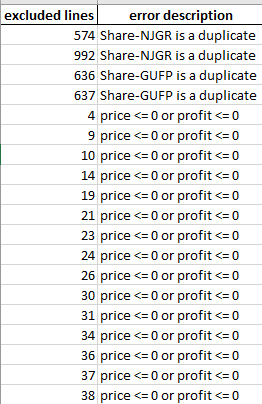 excluded lines error description
574 Share-NJGR is a duplicate
992 Share-NJGR is a duplicate
636 Share-GUFP is a duplicate
637 Share-GUFP is a duplicate
4 price <= 0 or profit <= 0
9 price <= 0 or profit <= 0
10 price <= 0 or profit <= 0
14 price <= 0 or profit <= 0
19 price <= 0 or profit <= 0
21 price <= 0 or profit <= 0
23 price <= 0 or profit <= 0
24 price <= 0 or profit <= 0
26 price <= 0 or profit <= 0
30 price <= 0 or profit <= 0
31 price <= 0 or profit <= 0
34 price <= 0 or profit <= 0
36 price <= 0 or profit <= 0
37 price <= 0 or profit <= 0
38 price <= 0 or profit <= 0